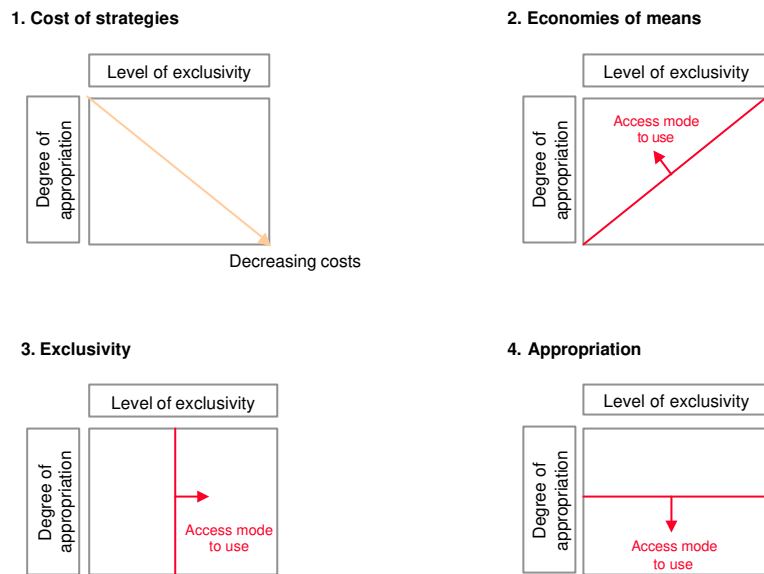 1. Cost of strategies
Level of exclusivity
Degree of
appropriation
Decreasing costs
2. Economies of means
Level of exclusivity
Degree of
appropriation
Access mode
to use
3. Exclusivity
Level of exclusivity
Degree of
appropriation
Access mode
to use
4. Appropriation
Level of exclusivity
Degree of
appropriation
Access mode
to use